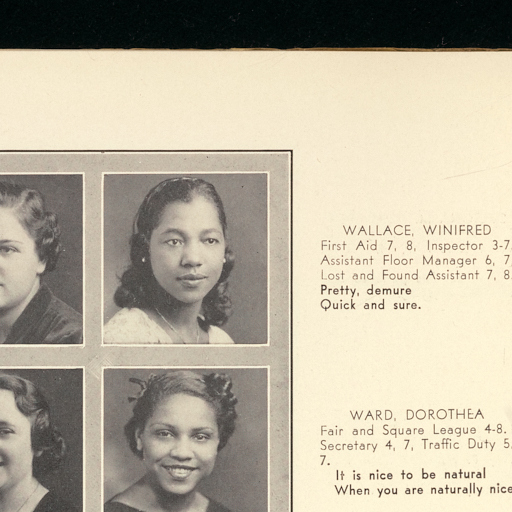 WALLACE, WINIFRED
First Aid 7, 8, Inspector 3-7,
Assistant Floor Manager 6, 7,
Lost and Found Assistant 7, 8.
Pretty, demure
Quick and sure.
WARD, DOROTHEA
Fair and Square League 4-8.
Secretary 4, 7, Traffic Duty 5,
7.
It is nice to be natural
When you are naturally nice